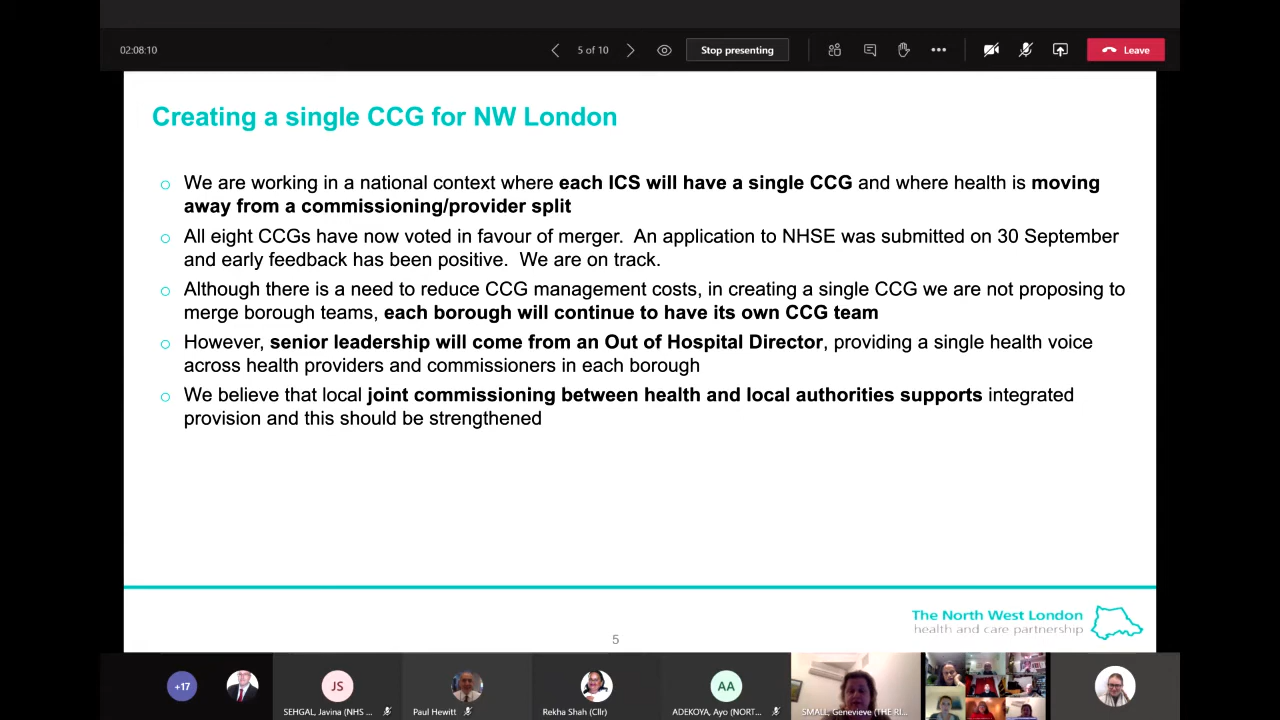 02:08:10
5 of 10
Stop presenting
Leave
Creating a single CCG for NW London
We are working in a national context where each ICS will have a single CCG and where health is moving
away from a commissioning/provider split
All eight CCGs have now voted in favour of merger. An application to NHSE was submitted on 30 September
and early feedback has been positive. We are on track.
Although there is a need to reduce CCG management costs, in creating a single CCG we are not proposing to
merge borough teams, each borough will continue to have its own CCG team
However, senior leadership will come from an Out of Hospital Director, providing a single health voice
across health providers and commissioners in each borough
We believe that local joint commissioning between health and local authorities supports integrated
provision and this should be strengthened
The North West London
health and care partnership
5
+17
JS
AA
SEHGAL, Javina (NHS ...
Paul Hewitt
Rekha Shah (Cllr)
ADEKOYA, Ayo (NORT...
SMALL, Genevieve (THE RI...